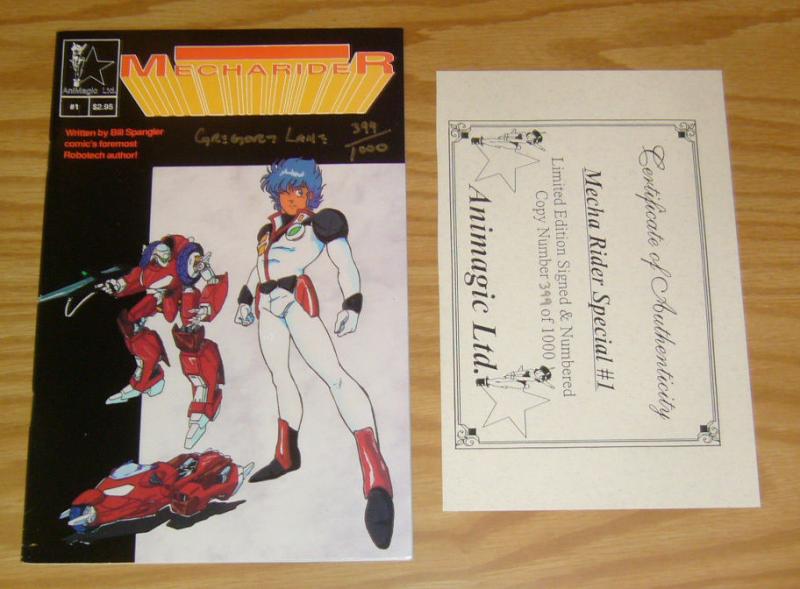 AniMagic Ltd.
#1 $2.95
MECHARIDER
Written by Bill Spangler
comic's foremost
Robotech author!
GREGORY LANE 399
/1000
Certificate of Authenticity
Mecha Rider Special #1
Limited Edition Signed & Numbered
Copy Number 399 of 1000
Animagic Ltd.